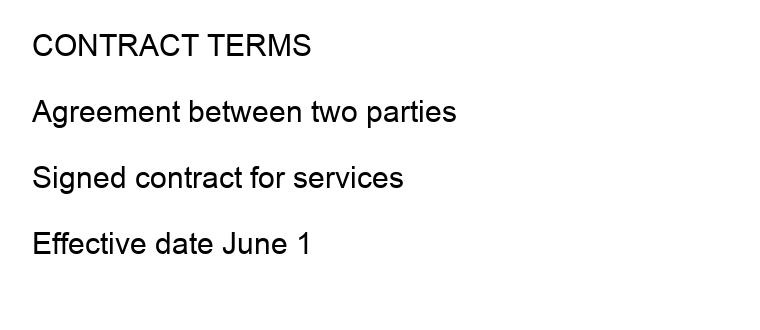 CONTRACT TERMS
Agreement between two parties
Signed contract for services
Effective date June 1